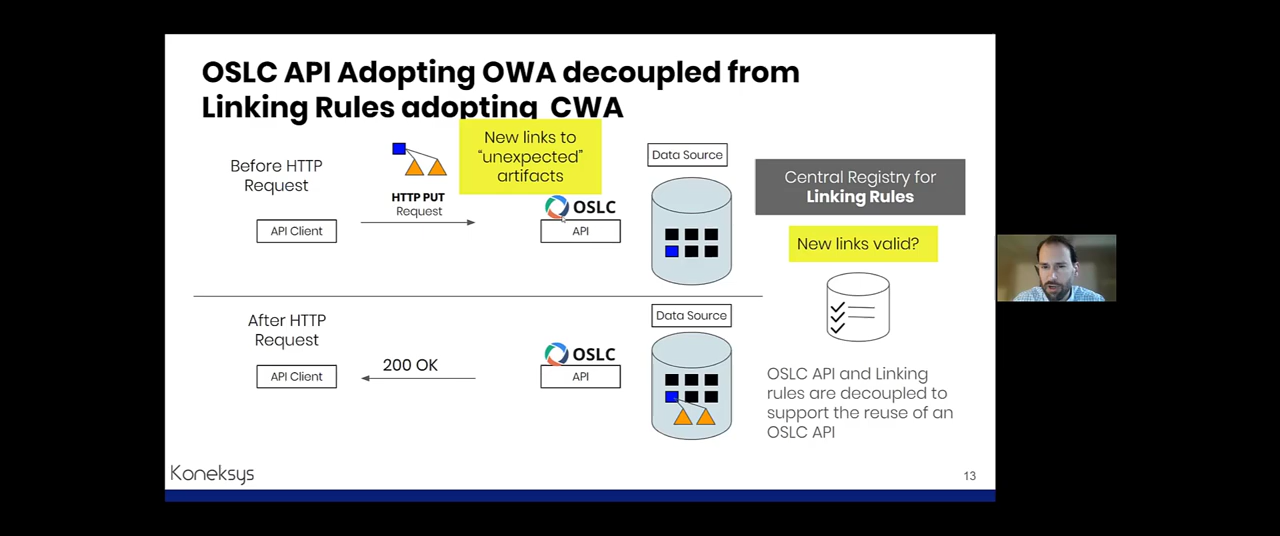 OSLC API Adopting OWA decoupled from
Linking Rules adopting CWA
Before HTTP
Request
API Client
HTTP PUT
Request
New links to
“unexpected”
artifacts
OSLC
API
Data Source
Central Registry for
Linking Rules
New links valid?
After HTTP
Request
API Client
200 OK
OSLC
API
Data Source
OSLC API and Linking
rules are decoupled to
support the reuse of an
OSLC API
Koneksys
13